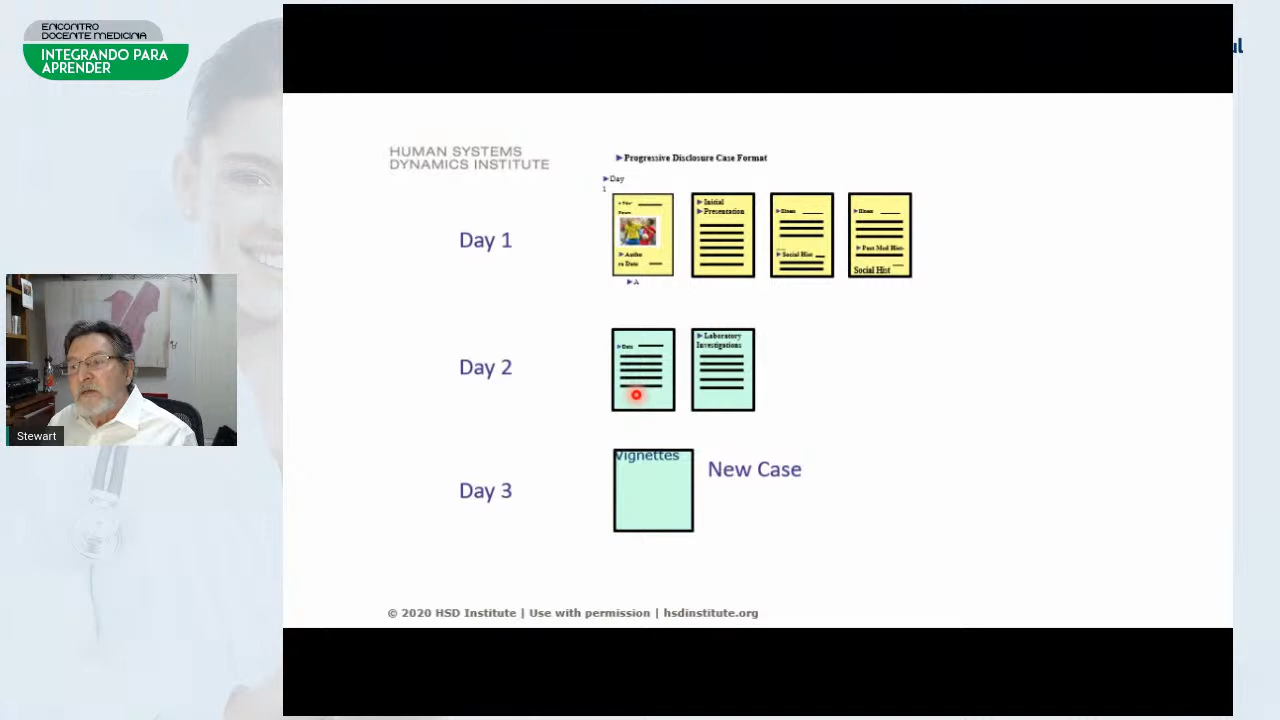 ENCONTRO
DOCENTE MEDICINA
INTEGRANDO PARA
APRENDER
ul
HUMAN SYSTEMS
DYNAMICS INSTITUTE
Progressive Disclosure Case Format
Day
1
Day 1
Initial
Presentation
Social Hist
Past Med Hist-
Social Hist
A
Day 2
Laboratory
Investigations
Stewart
Day 3
Vignettes
New Case
© 2020 HSD Institute | Use with permission | hsdinstitute.org